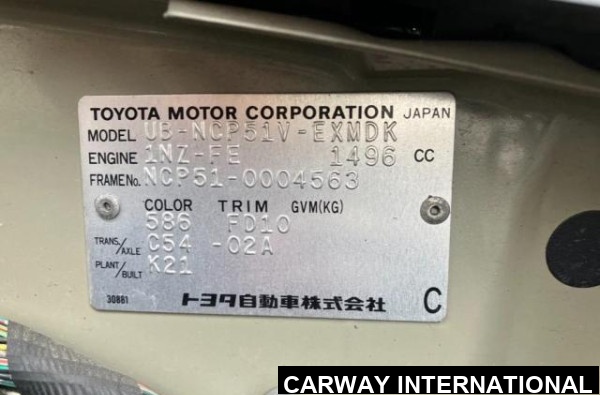 TOYOTA MOTOR CORPORATION JAPAN
MODEL UB-NCP51V-EXMDK
ENGINE 1NZ-FE 1496 CC
FRAME No. NCP51-0004563
COLOR TRIM GVM(KG)
586 FD10
TRANS./AXLE C54 -02A
PLANT/BUILT K21
30881 トヨタ自動車株式会社 C
CARWAY INTERNATIONAL